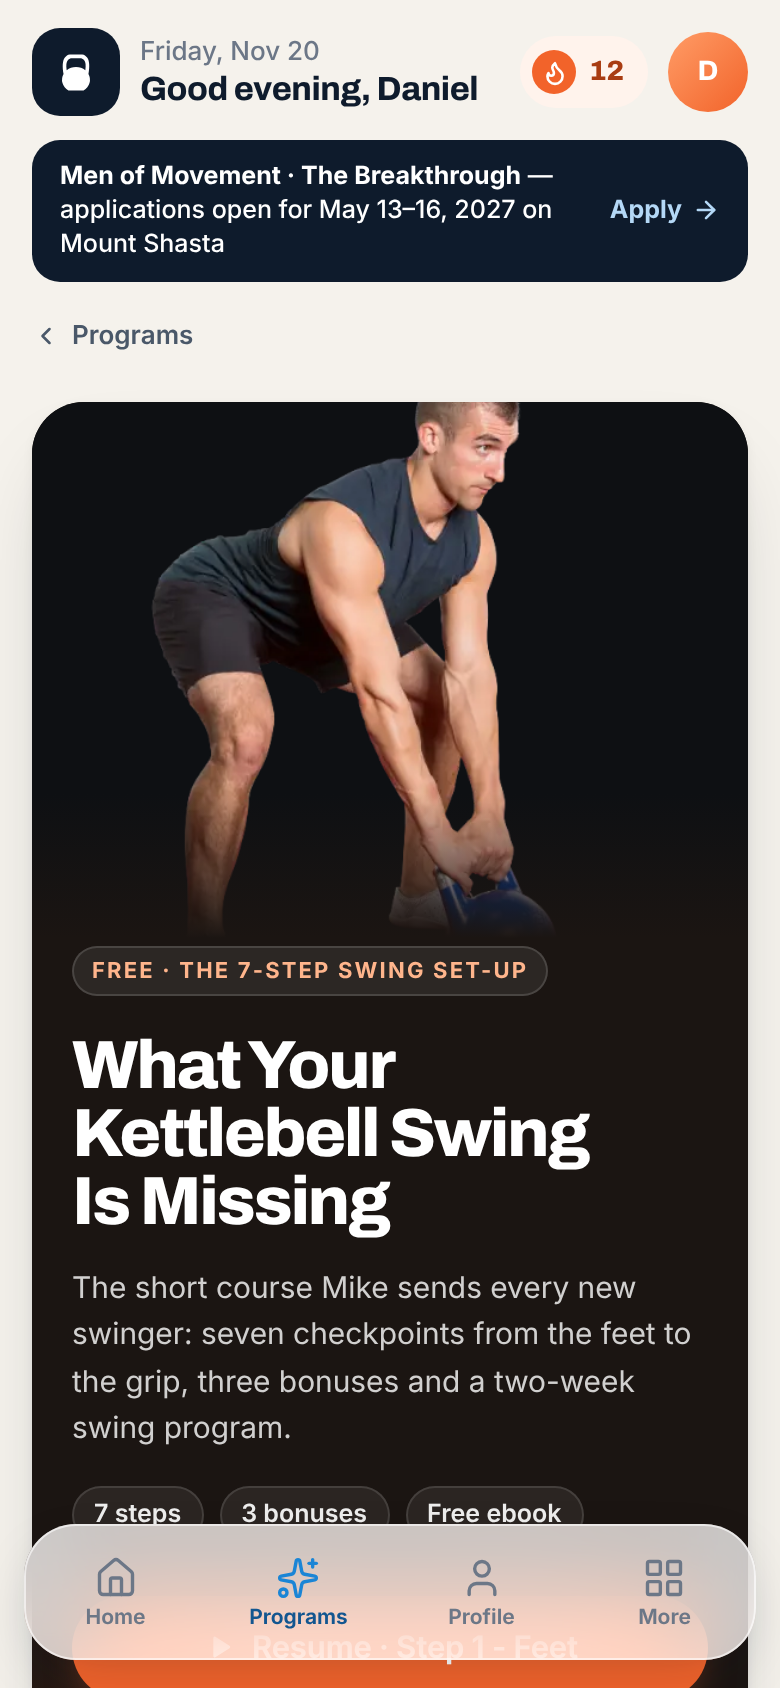 Friday, Nov 20
Good evening, Daniel
12
D
Men of Movement · The Breakthrough —
applications open for May 13–16, 2027 on
Mount Shasta
Apply →
Programs
FREE · THE 7-STEP SWING SET-UP
What Your
Kettlebell Swing
Is Missing
The short course Mike sends every new
swinger: seven checkpoints from the feet to
the grip, three bonuses and a two-week
swing program.
7 steps
3 bonuses
Free ebook
Resume · Step 1 - Feet
Home
Programs
Profile
More